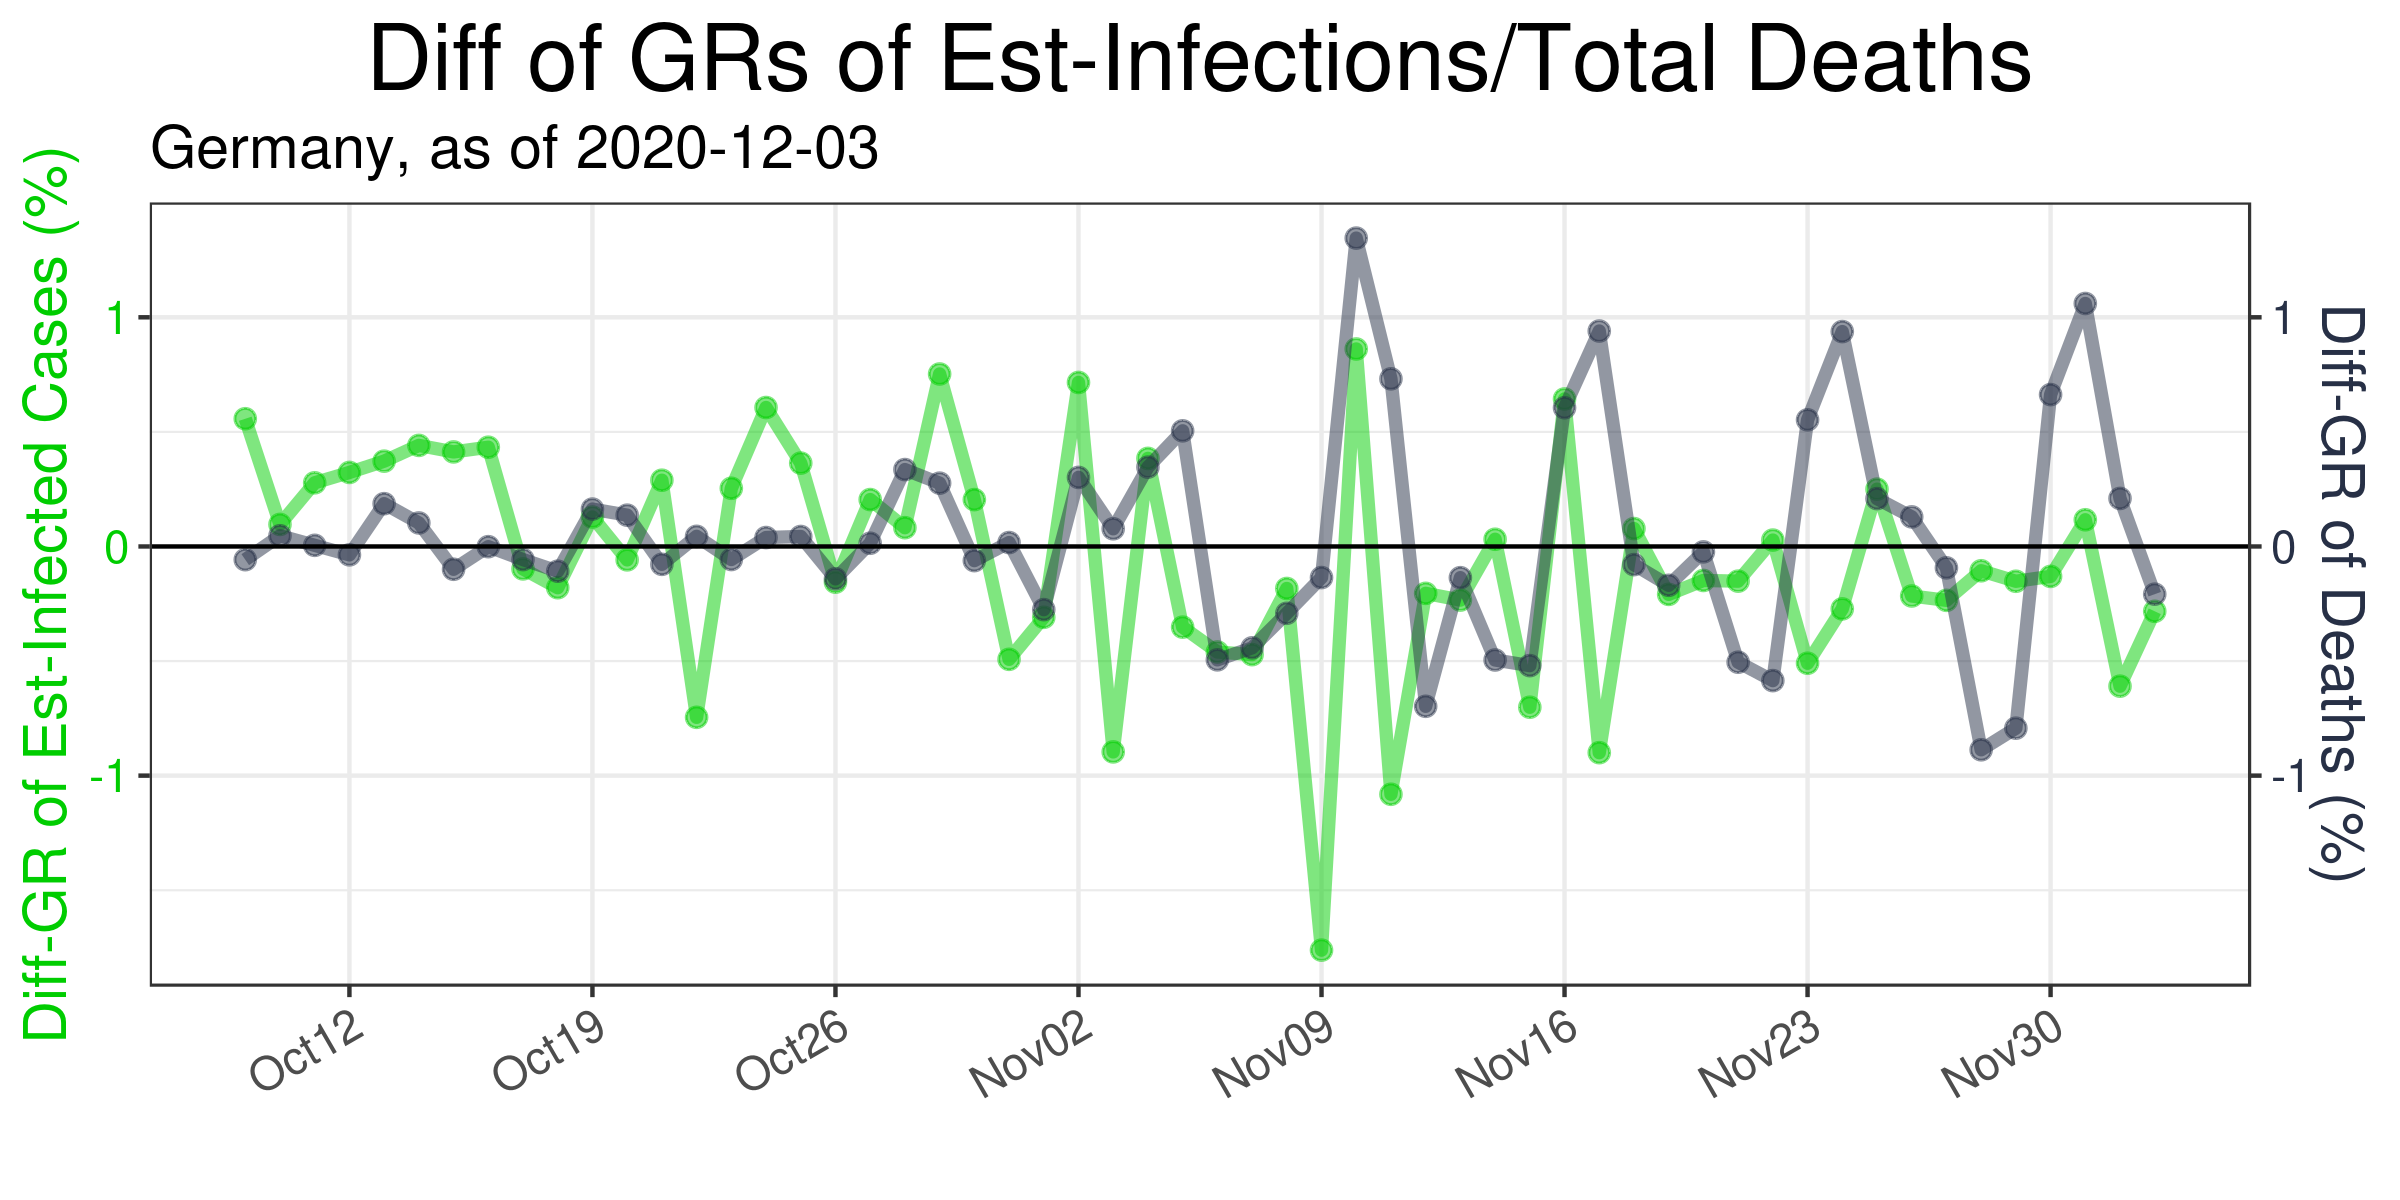 Diff of GRs of Est-Infections/Total Deaths
Germany, as of 2020-12-03
Diff-GR of Est-Infected Cases (%)
1
0
-1
1
0
-1
Diff-GR of Deaths (%)
Oct12
Oct19
Oct26
Nov02
Nov09
Nov16
Nov23
Nov30